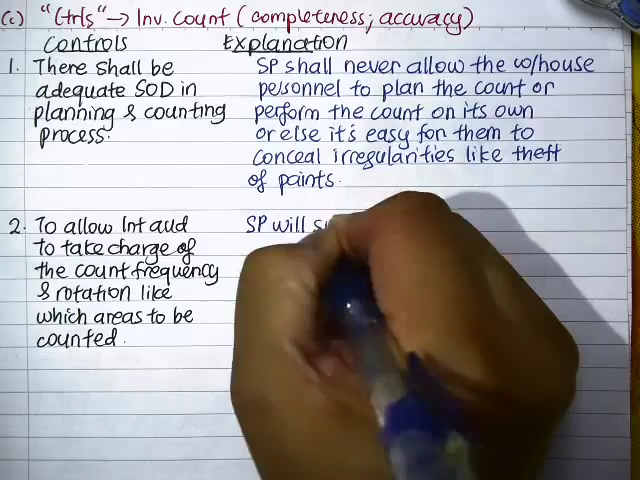 (c) "Ctrls" → Inv. Count (completeness; accuracy)
Controls Explanation
1. There shall be SP shall never allow the w/house
adequate SOD in personnel to plan the count or
planning & counting perform the count on its own
process. or else it's easy for them to
conceal irregularities like theft
of paints.
2. To allow Int aud SP will
to take charge of
the count frequency
& rotation like
which areas to be
counted.